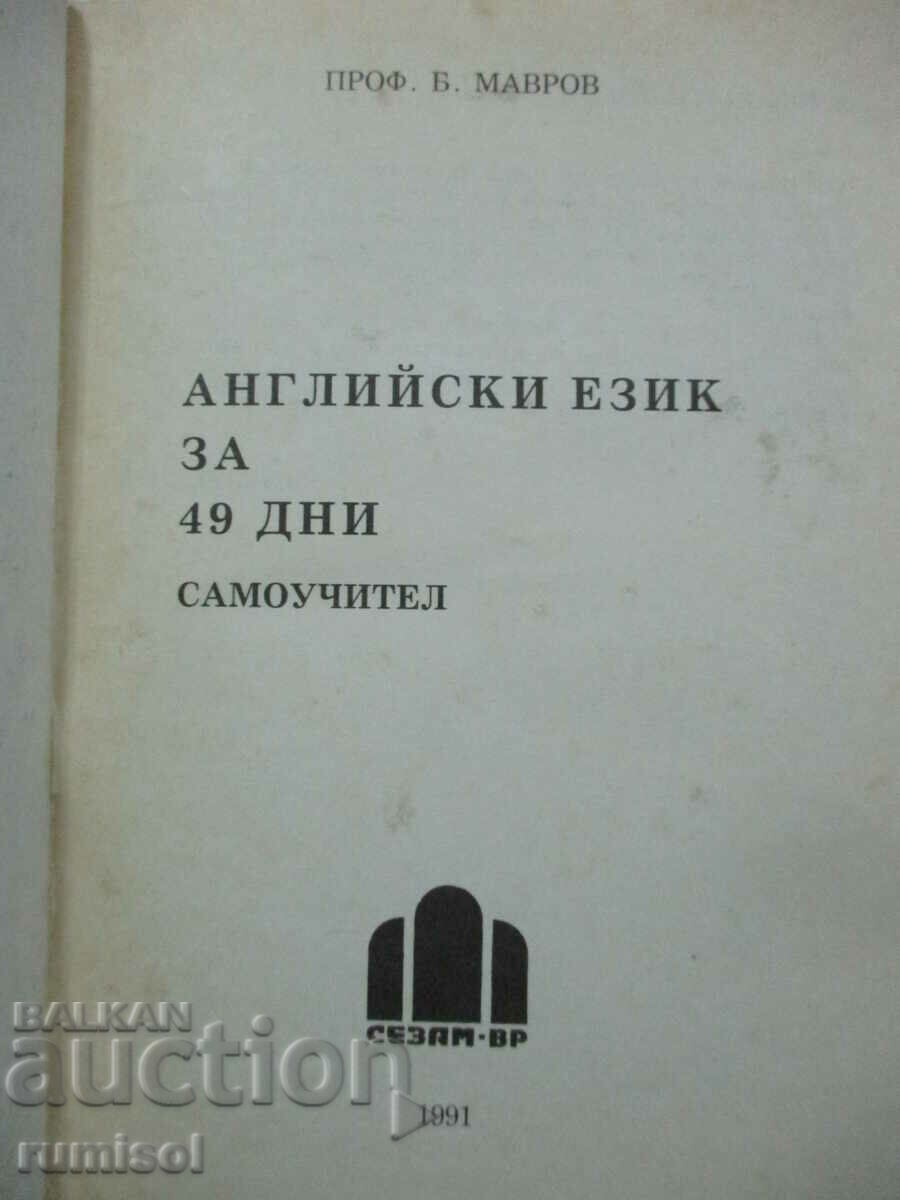 ПРОФ. Б. МАВРОВ
АНГЛИЙСКИ ЕЗИК
ЗА
49 ДНИ
САМОУЧИТЕЛ
СЕЗАМ·ВР
1991
BALKAN
auction
rumisol